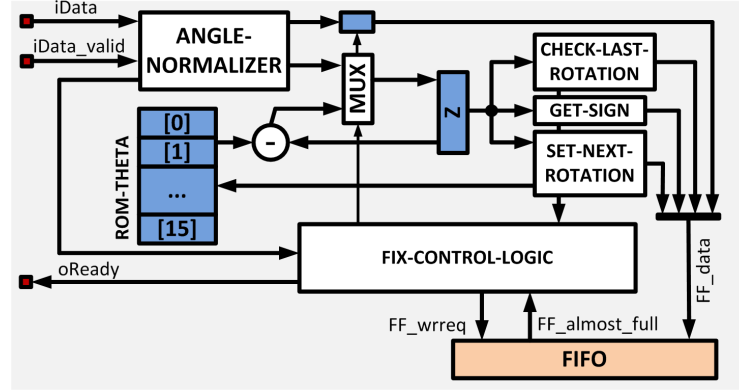 iData
iData_valid
ANGLE-
NORMALIZER
MUX
Z
CHECK-LAST-
ROTATION
GET-SIGN
SET-NEXT-
ROTATION
ROM-THETA
[0]
[1]
...
[15]
-
FIX-CONTROL-LOGIC
oReady
FF_wrreq
FF_almost_full
FF_data
FIFO